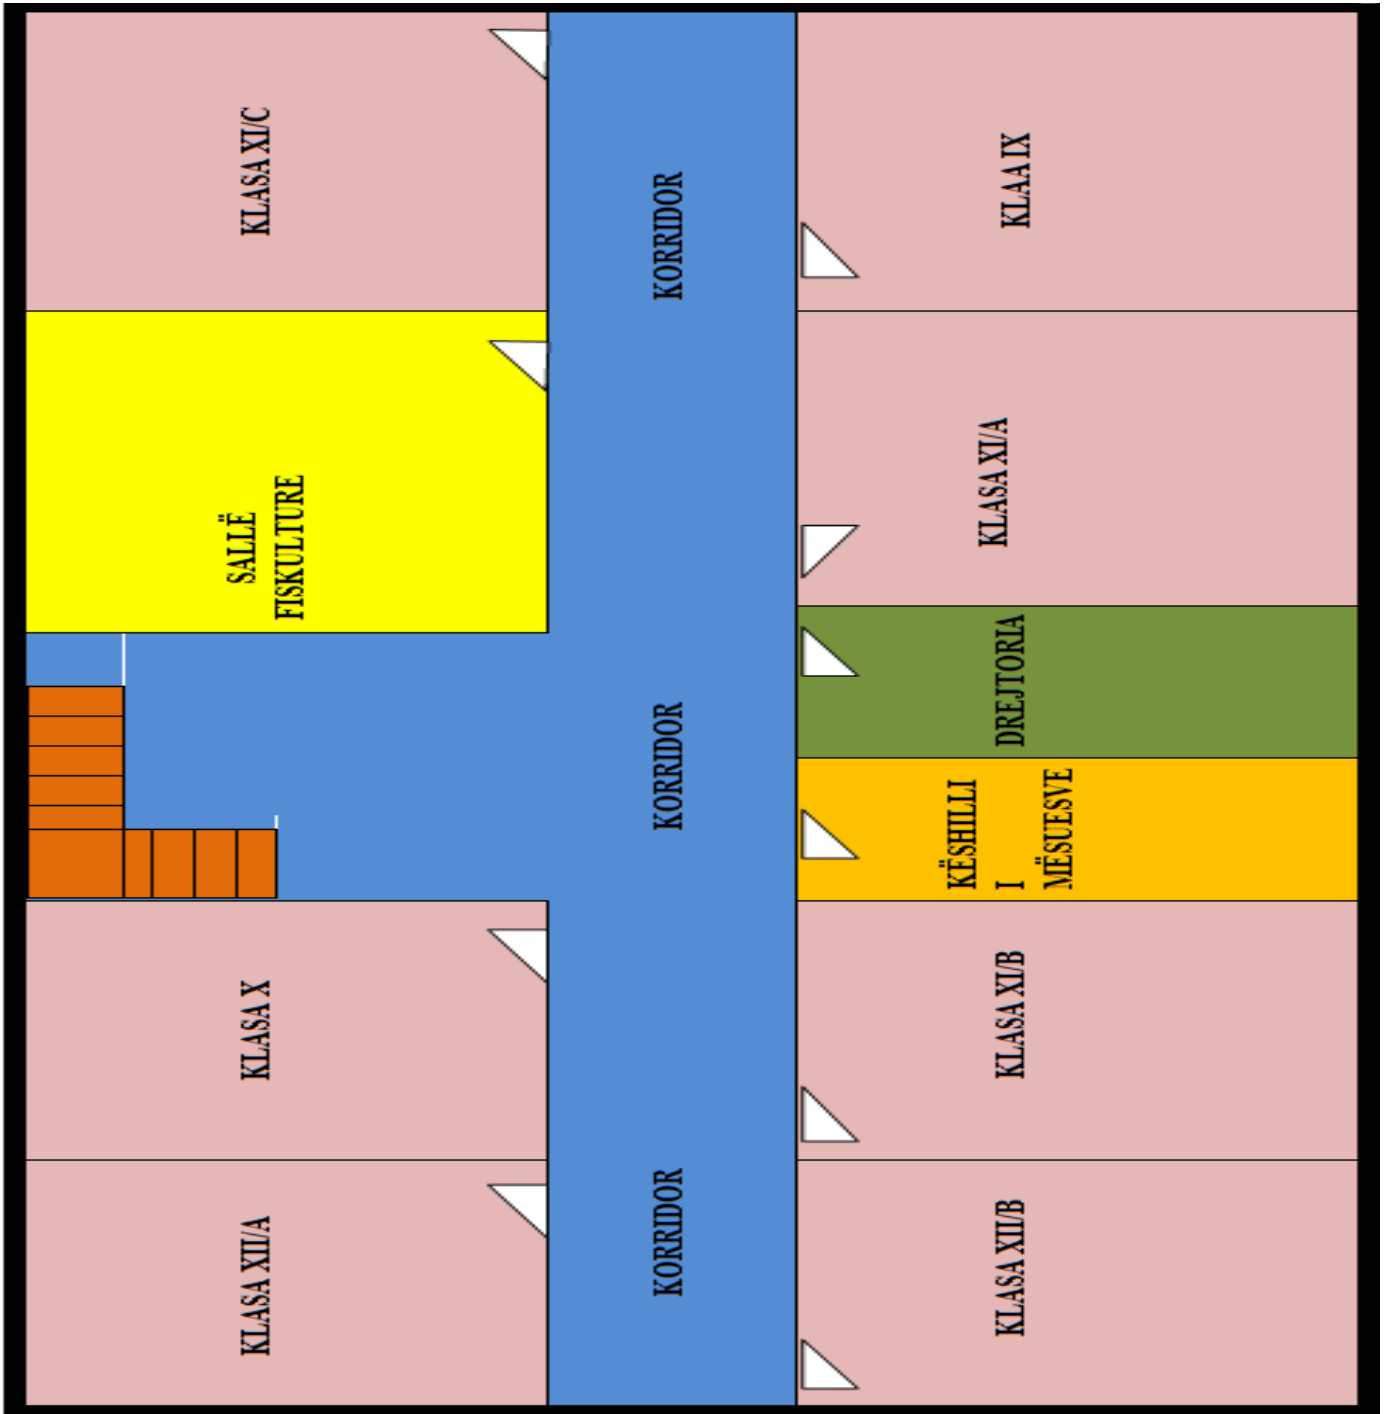 KLASA XI/C
KORRIDOR
KLAA IX
SALLË
FISKULTURE
KLASA XI/A
DREJTORIA
KORRIDOR
KËSHILLI
I
MËSUESVE
KLASA X
KLASA XI/B
KLASA XII/A
KORRIDOR
KLASA XII/B